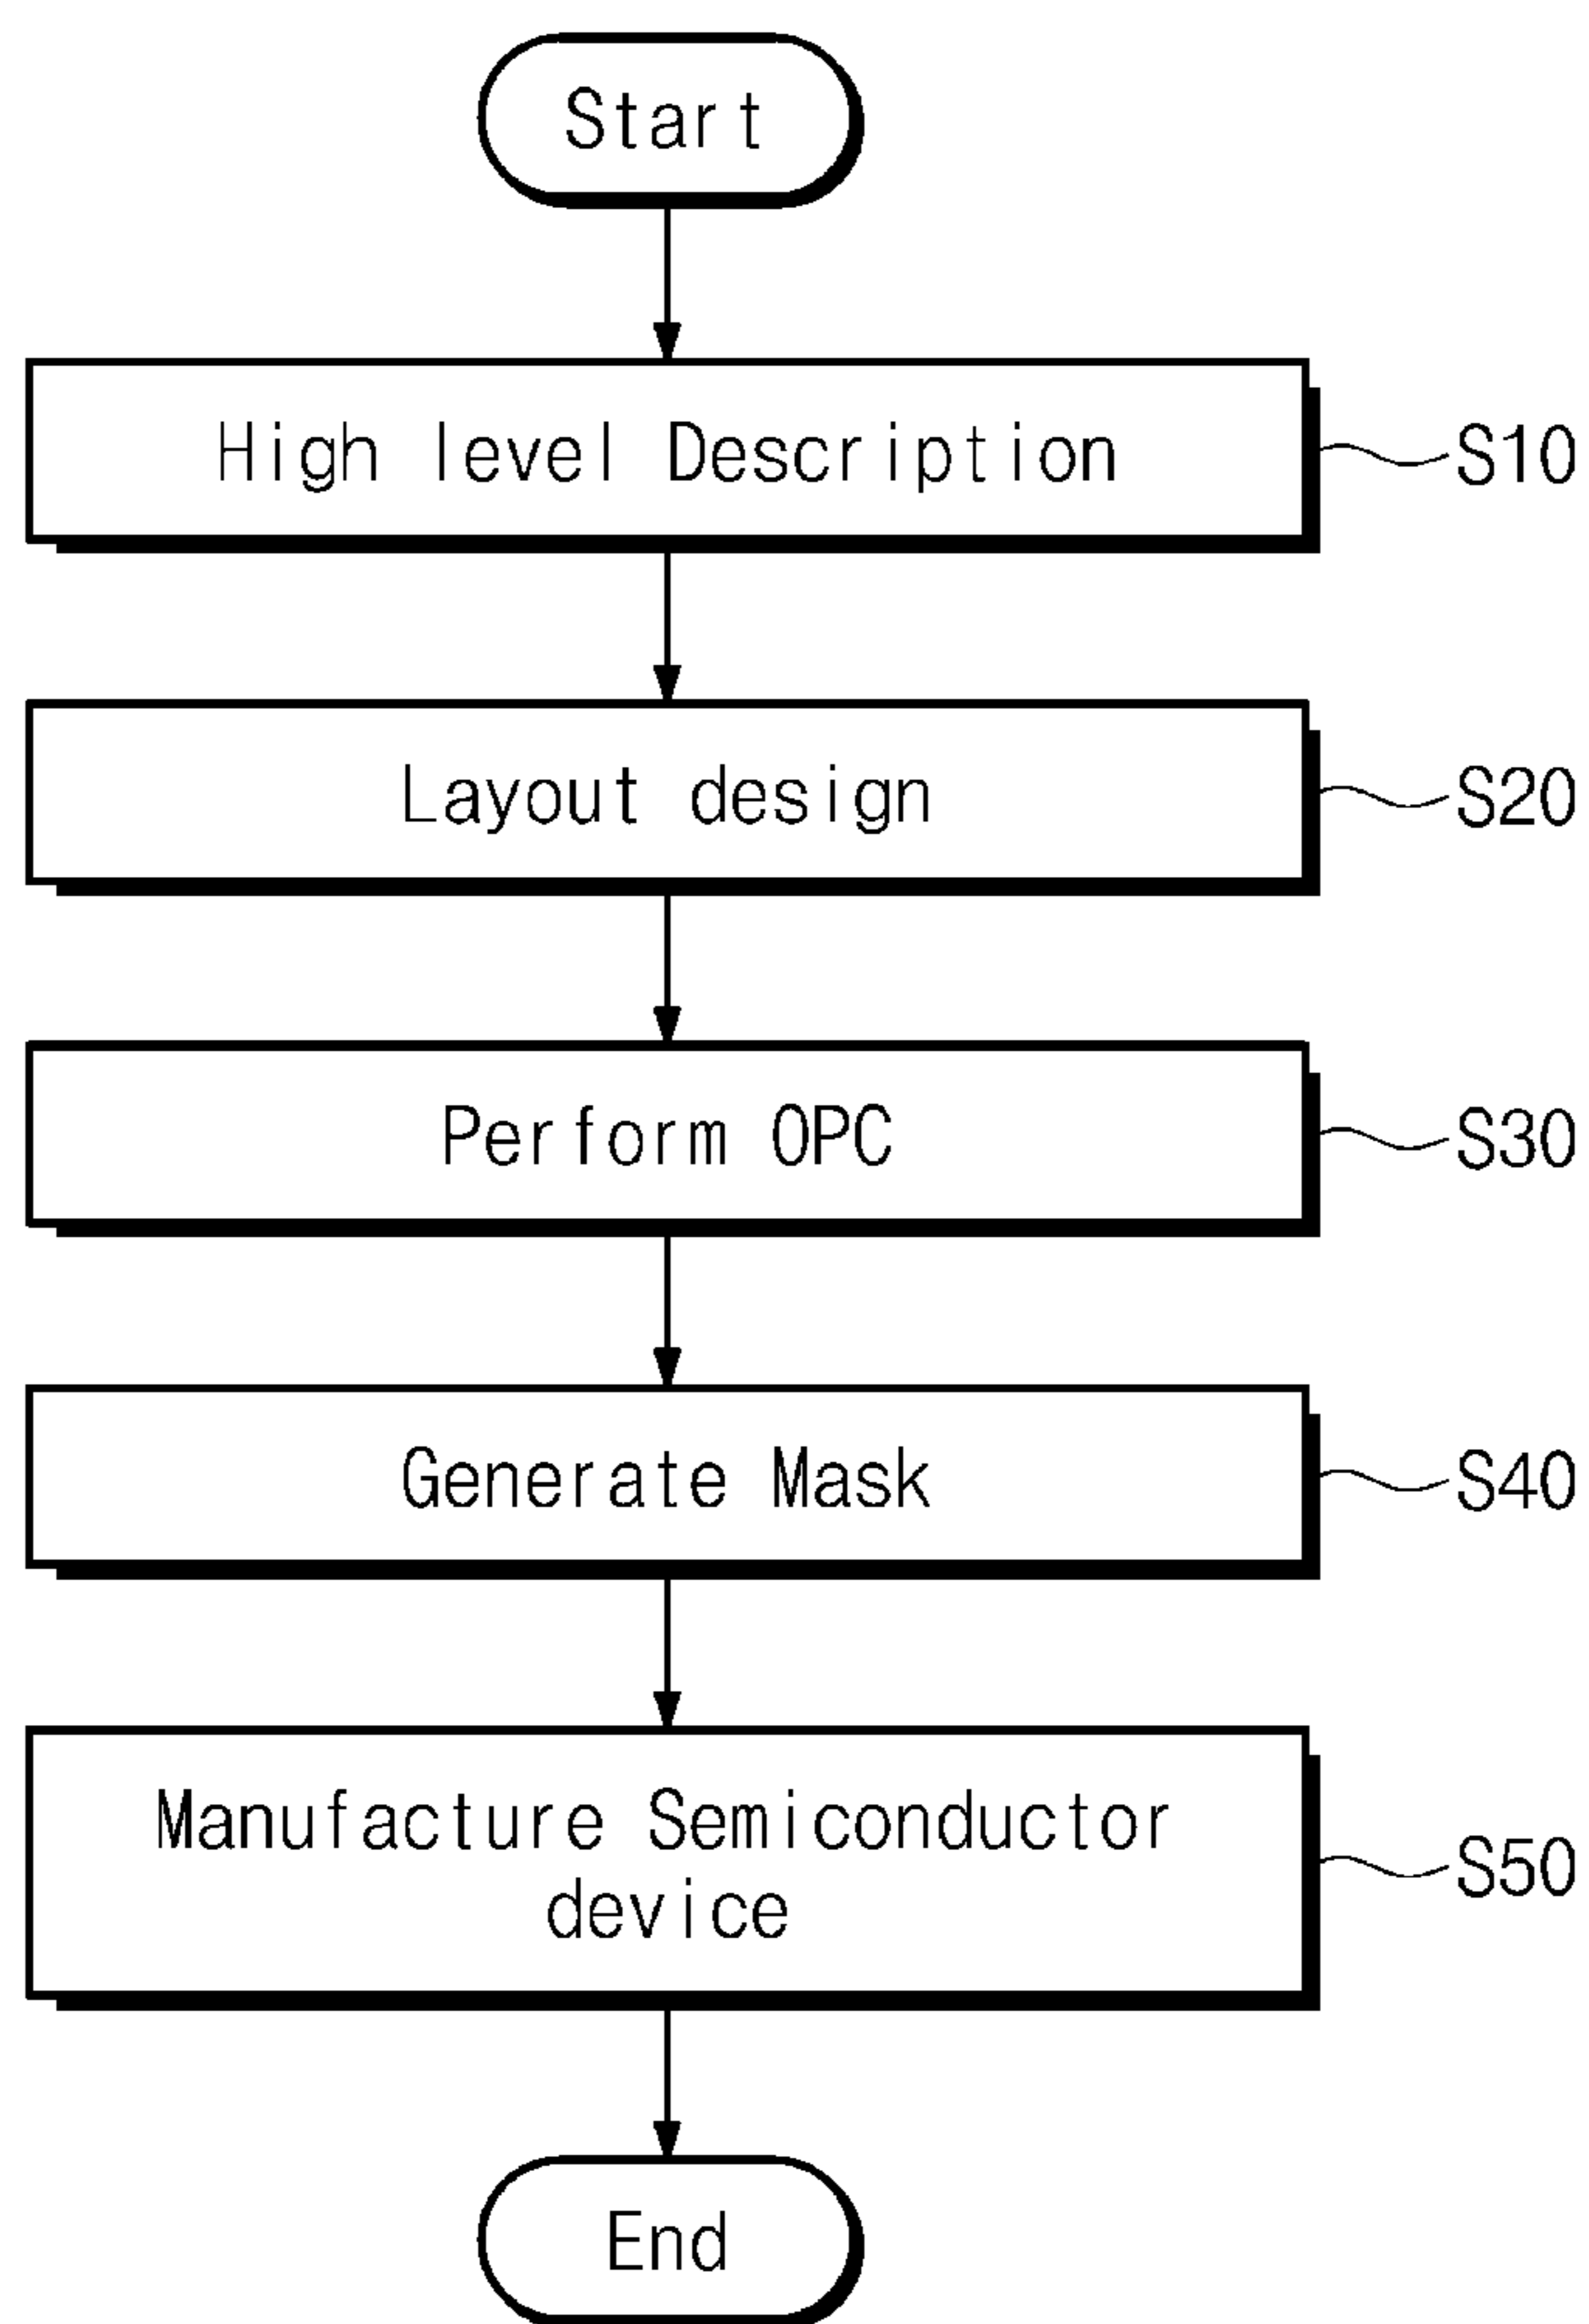 Start
High level Description
S10
Layout design
S20
Perform OPC
S30
Generate Mask
S40
Manufacture Semiconductor
device
S50
End